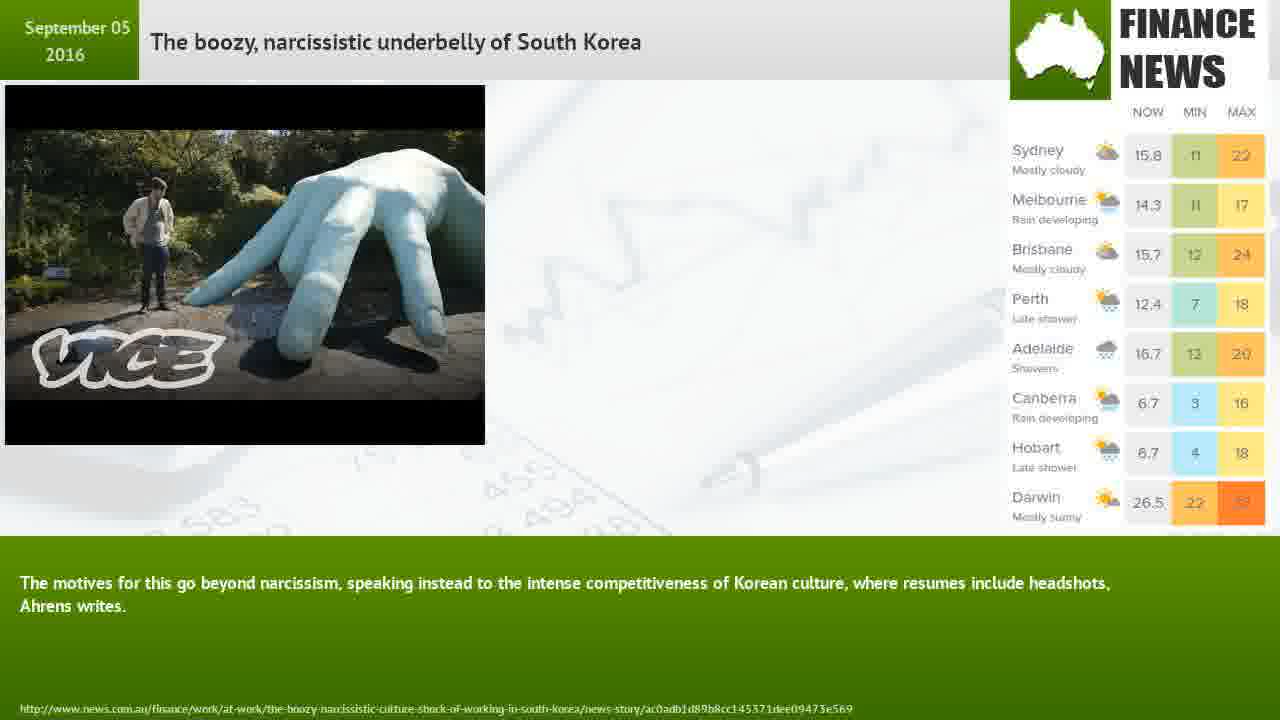 September 05
2016
The boozy, narcissistic underbelly of South Korea
FINANCE
NEWS
VICE
NOW MIN MAX
Sydney
Mostly cloudy
15.8 11 22
Melbourne
Rain developing
14.3 11 17
Brisbane
Mostly cloudy
15.7 12 24
Perth
Late shower
12.4 7 18
Adelaide
Showers
16.7 13 20
Canberra
Rain developing
6.7 3 16
Hobart
Late shower
6.7 4 18
Darwin
Mostly sunny
26.5 22
583
455
494
The motives for this go beyond narcissism, speaking instead to the intense competitiveness of Korean culture, where resumes include headshots,
Ahrens writes.
http://www.news.com.au/finance/work/at-work/the-boozy-narcissistic-culture-shock-of-working-in-south-korea/news-story/ac0adb1d89b8cc145371dee09473e569